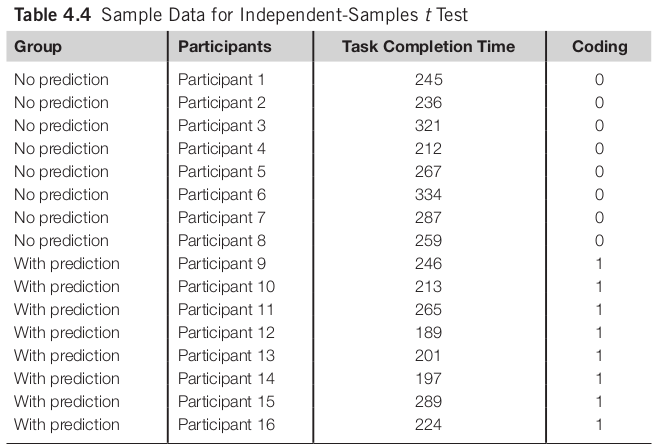 Table 4.4 Sample Data for Independent-Samples t Test
Group Participants Task Completion Time Coding
No prediction Participant 1 245 0
No prediction Participant 2 236 0
No prediction Participant 3 321 0
No prediction Participant 4 212 0
No prediction Participant 5 267 0
No prediction Participant 6 334 0
No prediction Participant 7 287 0
No prediction Participant 8 259 0
With prediction Participant 9 246 1
With prediction Participant 10 213 1
With prediction Participant 11 265 1
With prediction Participant 12 189 1
With prediction Participant 13 201 1
With prediction Participant 14 197 1
With prediction Participant 15 289 1
With prediction Participant 16 224 1